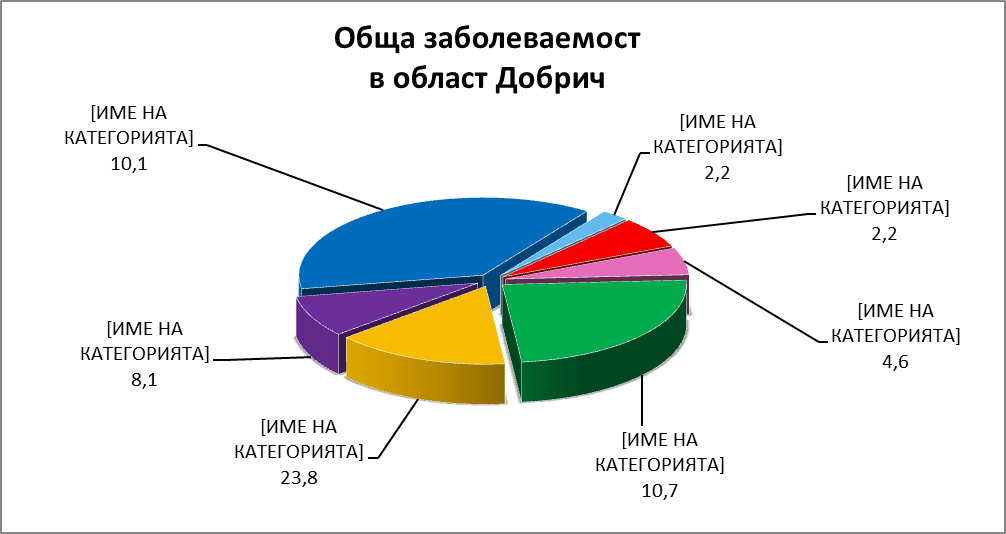 Обща заболеваемост
в област Добрич
[ИМЕ НА
КАТЕГОРИЯТА]
10,1
[ИМЕ НА
КАТЕГОРИЯТА]
2,2
[ИМЕ НА
КАТЕГОРИЯТА]
2,2
[ИМЕ НА
КАТЕГОРИЯТА]
4,6
[ИМЕ НА
КАТЕГОРИЯТА]
8,1
[ИМЕ НА
КАТЕГОРИЯТА]
23,8
[ИМЕ НА
КАТЕГОРИЯТА]
10,7